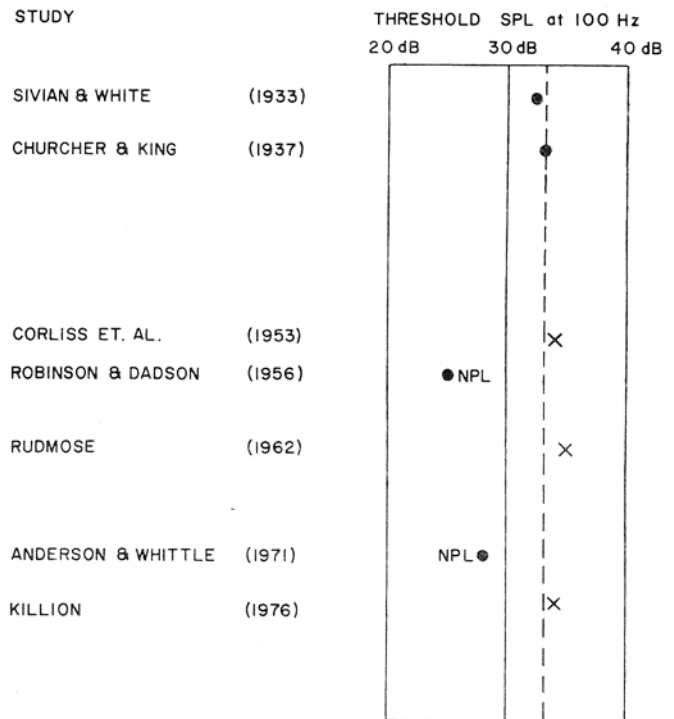 STUDY THRESHOLD SPL at 100 Hz
20 dB 30 dB 40 dB
SIVIAN & WHITE (1933)
CHURCHER & KING (1937)
CORLISS ET. AL. (1953)
ROBINSON & DADSON (1956) NPL
RUDMOSE (1962)
ANDERSON & WHITTLE (1971) NPL
KILLION (1976)